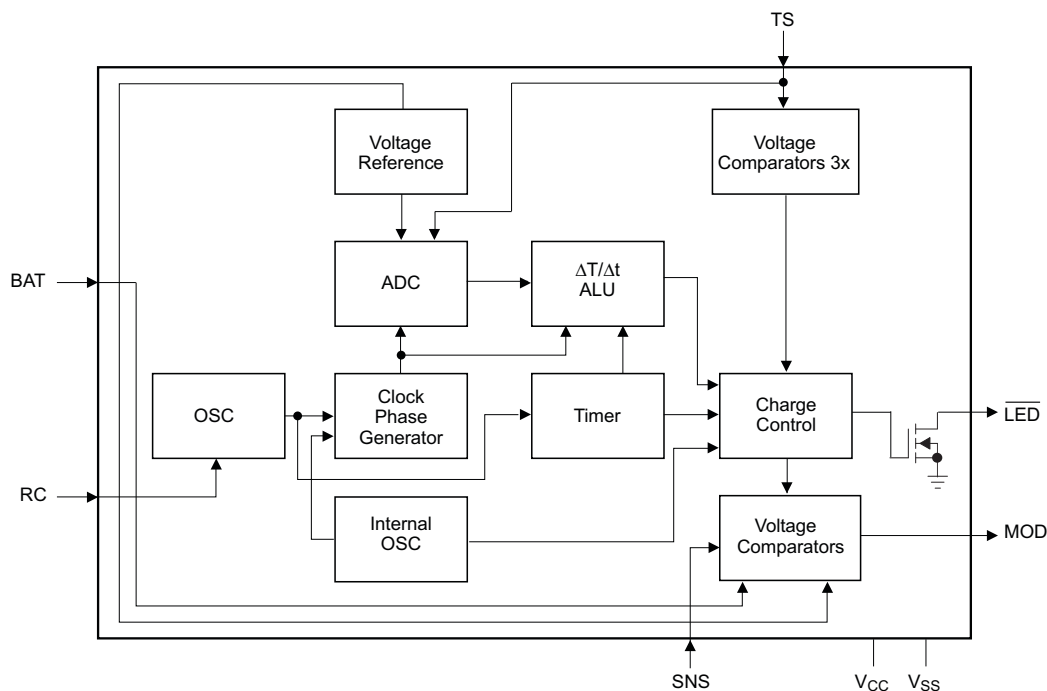 TS
Voltage
Reference
Voltage
Comparators 3x
BAT
ADC
ΔT/Δt
ALU
OSC
Clock
Phase
Generator
Timer
Charge
Control
LED
RC
Internal
OSC
Voltage
Comparators
MOD
SNS
VCC
VSS